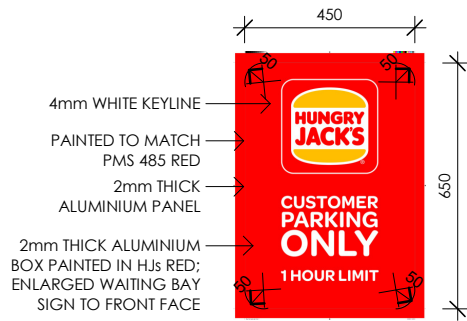 450
50
50
4mm WHITE KEYLINE
PAINTED TO MATCH
PMS 485 RED
2mm THICK
ALUMINIUM PANEL
2mm THICK ALUMINIUM
BOX PAINTED IN HJs RED;
ENLARGED WAITING BAY
SIGN TO FRONT FACE
HUNGRY
JACK'S
®
CUSTOMER
PARKING
ONLY
1 HOUR LIMIT
650
50
50